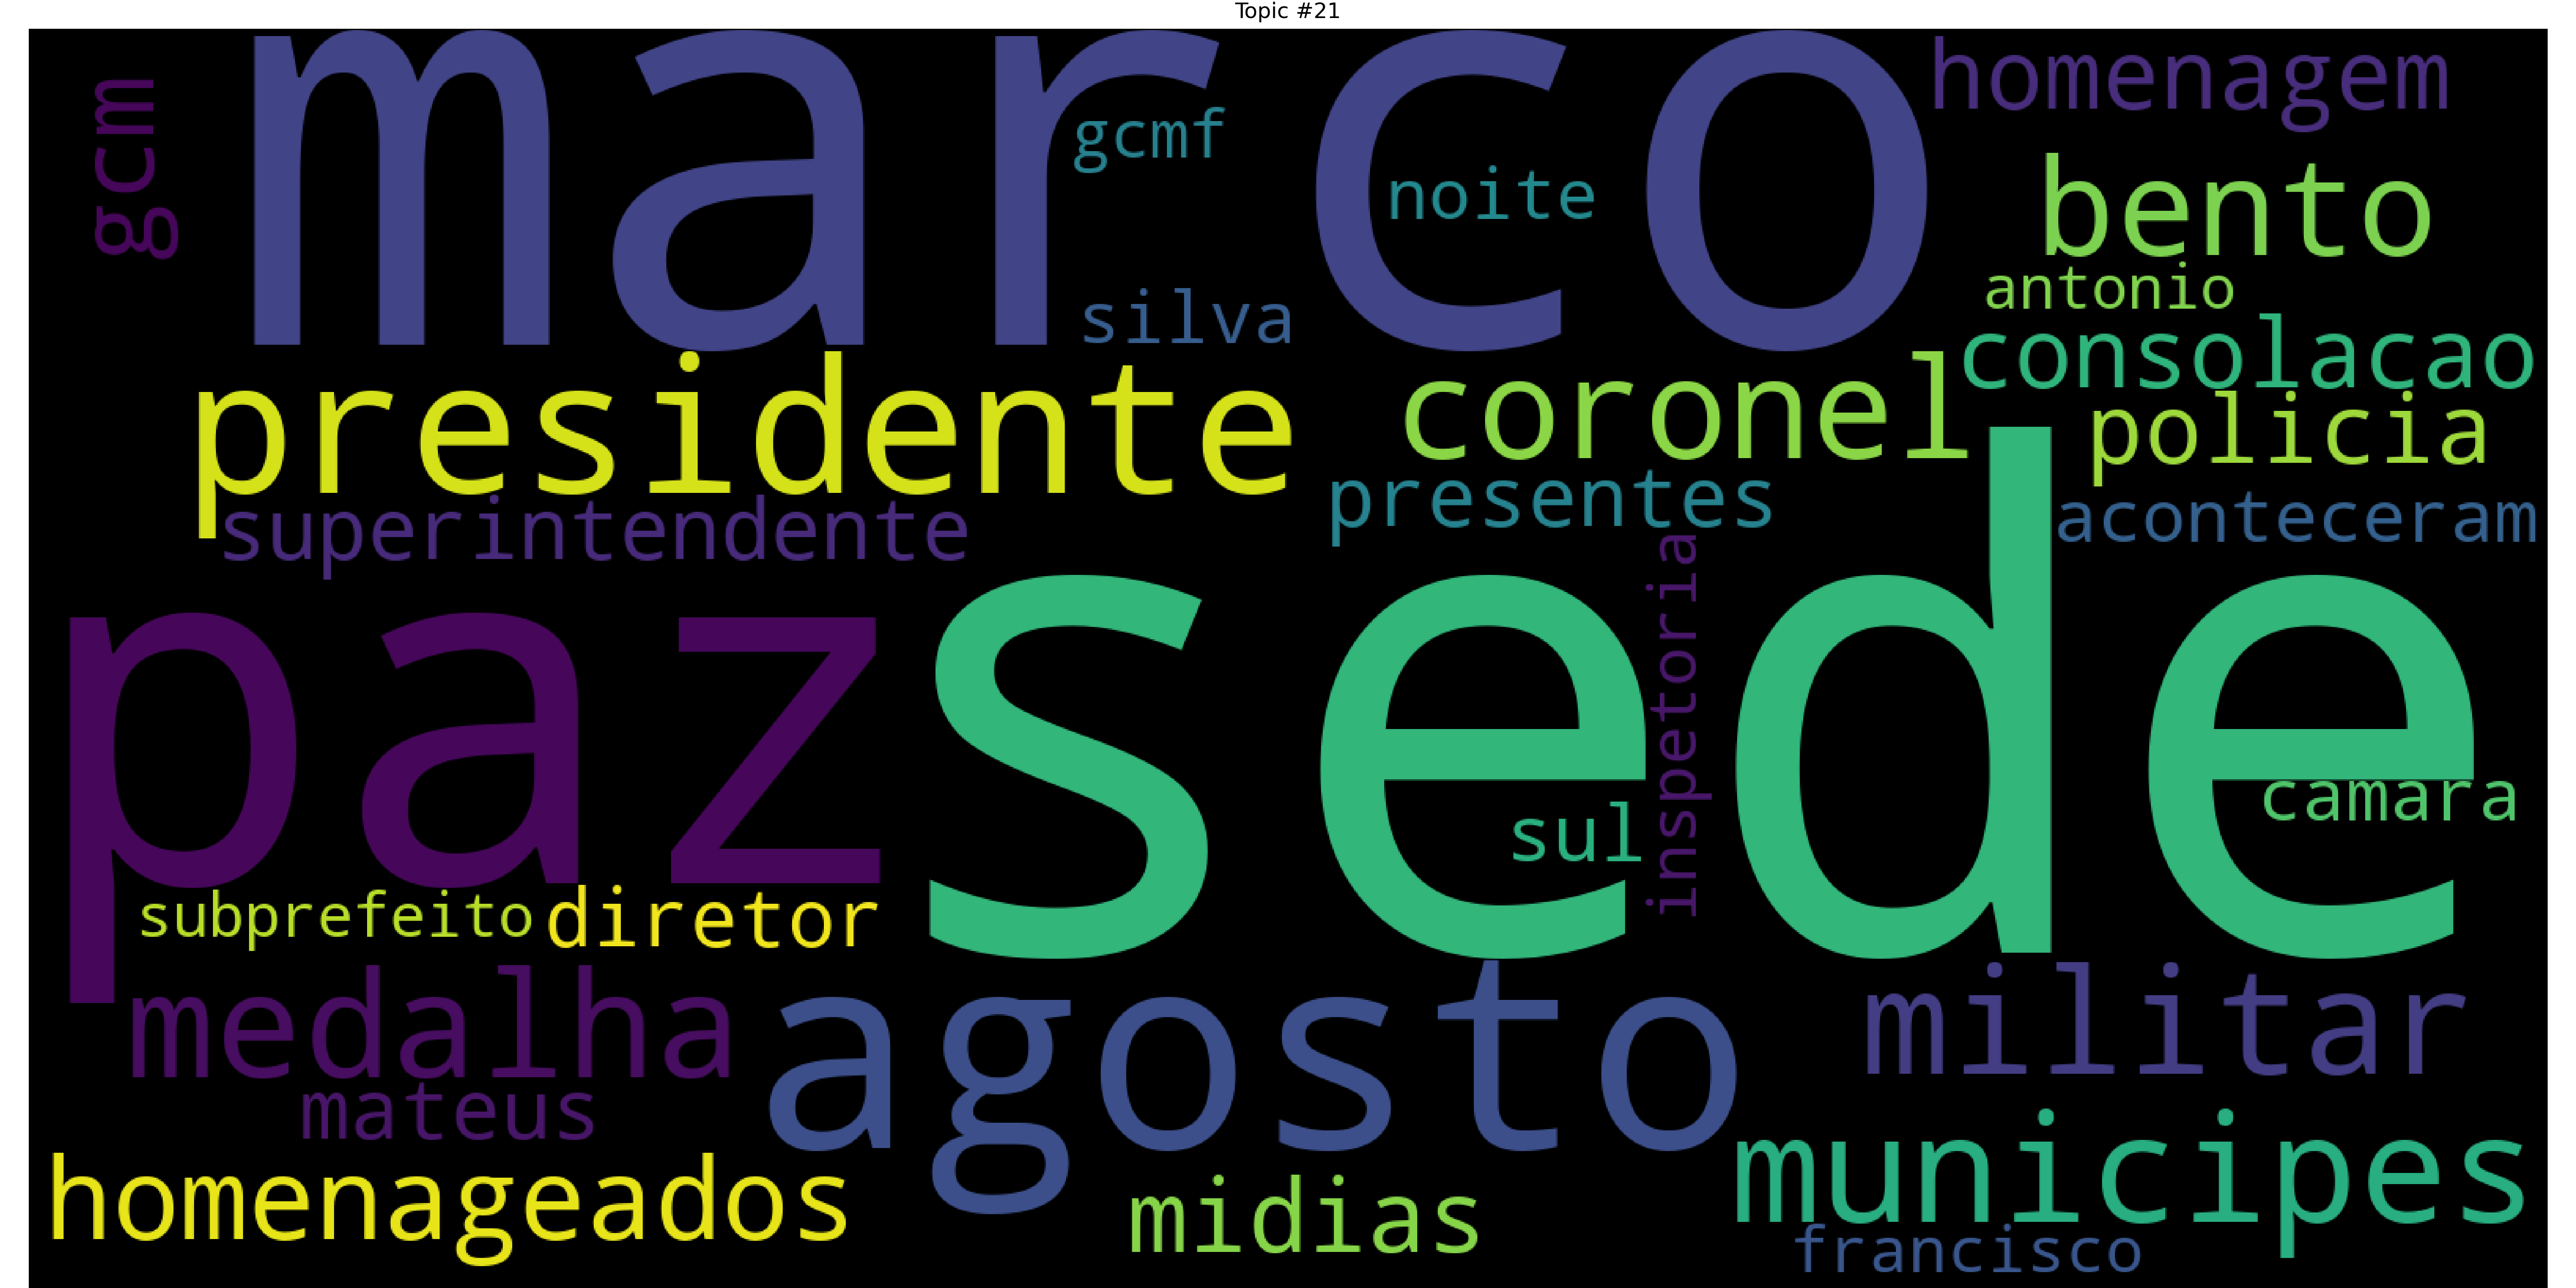 Topic #21
gcm
marco
homenagem
gcmf
noite
bento
silva
antonio
presidente
coronel
consolacao
policia
superintendente
presentes
aconteceram
paz
sede
inspetoria
sul
camara
subprefeito
diretor
medalha
agosto
militar
mateus
homenageados
midias
municipes
francisco